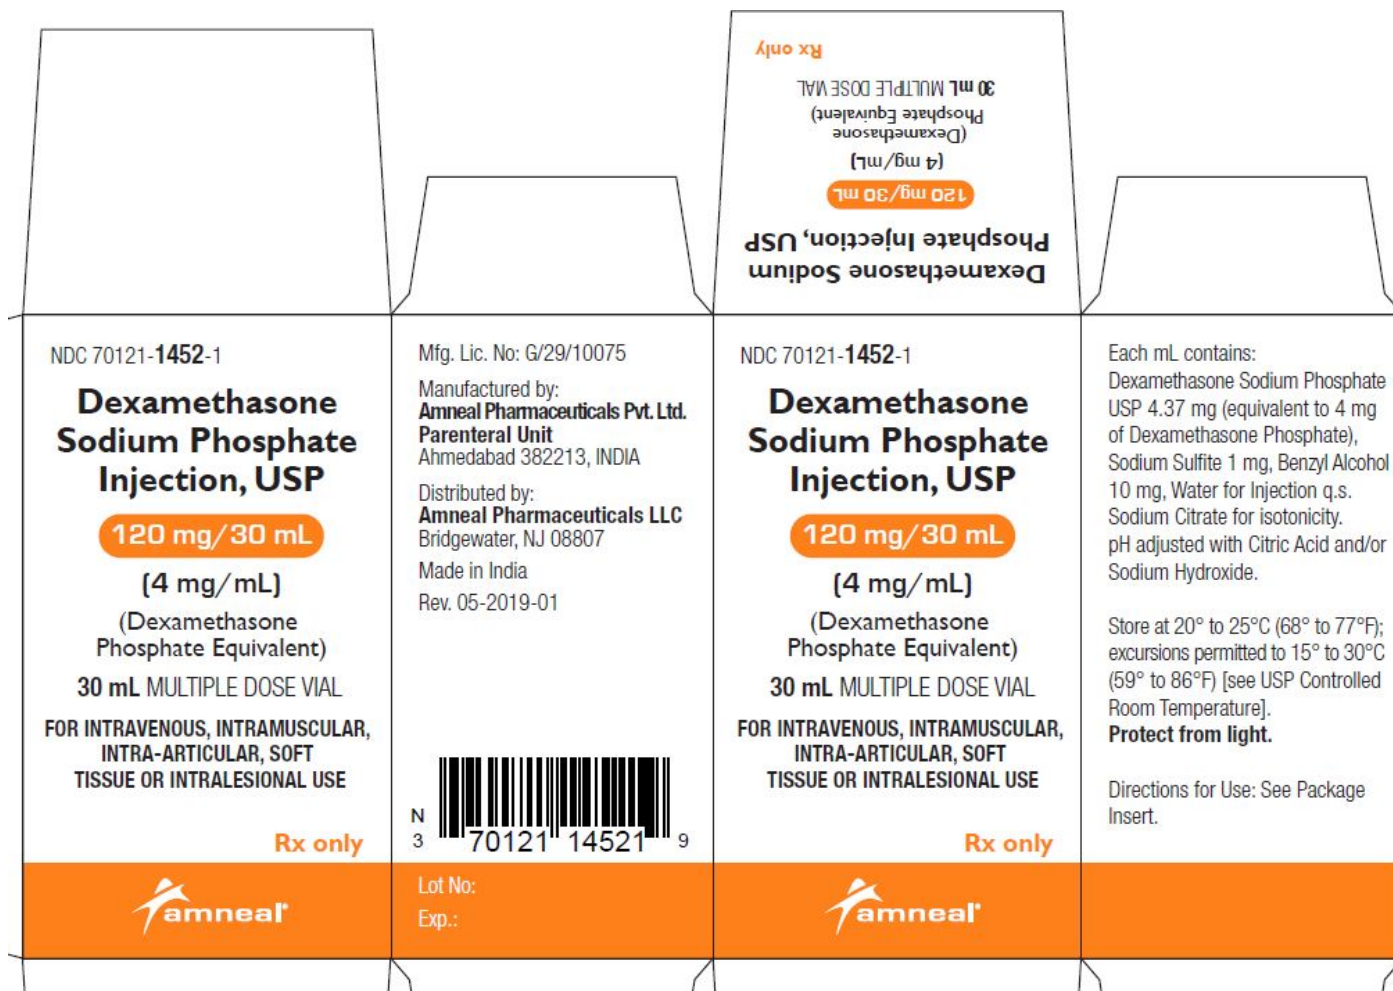 Rx only
30 mL MULTIPLE DOSE VIAL
(Dexamethasone
Phosphate Equivalent)
(4 mg/mL)
120 mg/30 mL
Dexamethasone Sodium
Phosphate Injection, USP
NDC 70121-1452-1
Dexamethasone
Sodium Phosphate
Injection, USP
120 mg/30 mL
(4 mg/mL)
(Dexamethasone
Phosphate Equivalent)
30 mL MULTIPLE DOSE VIAL
FOR INTRAVENOUS, INTRAMUSCULAR,
INTRA-ARTICULAR, SOFT
TISSUE OR INTRALESIONAL USE
Rx only
amneal®
Mfg. Lic. No: G/29/10075
Manufactured by:
Amneal Pharmaceuticals Pvt. Ltd.
Parenteral Unit
Ahmedabad 382213, INDIA
Distributed by:
Amneal Pharmaceuticals LLC
Bridgewater, NJ 08807
Made in India
Rev. 05-2019-01
N
3 70121 14521 9
Lot No:
Exp.:
NDC 70121-1452-1
Dexamethasone
Sodium Phosphate
Injection, USP
120 mg/30 mL
(4 mg/mL)
(Dexamethasone
Phosphate Equivalent)
30 mL MULTIPLE DOSE VIAL
FOR INTRAVENOUS, INTRAMUSCULAR,
INTRA-ARTICULAR, SOFT
TISSUE OR INTRALESIONAL USE
Rx only
amneal®
Each mL contains:
Dexamethasone Sodium Phosphate
USP 4.37 mg (equivalent to 4 mg
of Dexamethasone Phosphate),
Sodium Sulfite 1 mg, Benzyl Alcohol
10 mg, Water for Injection q.s.
Sodium Citrate for isotonicity.
pH adjusted with Citric Acid and/or
Sodium Hydroxide.
Store at 20° to 25°C (68° to 77°F);
excursions permitted to 15° to 30°C
(59° to 86°F) [see USP Controlled
Room Temperature].
Protect from light.
Directions for Use: See Package
Insert.